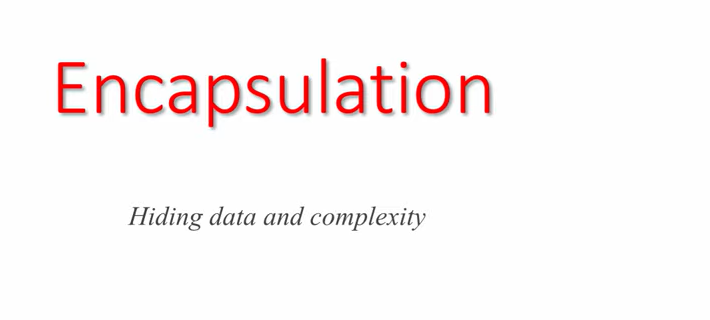 Encapsulation
Hiding data and complexity